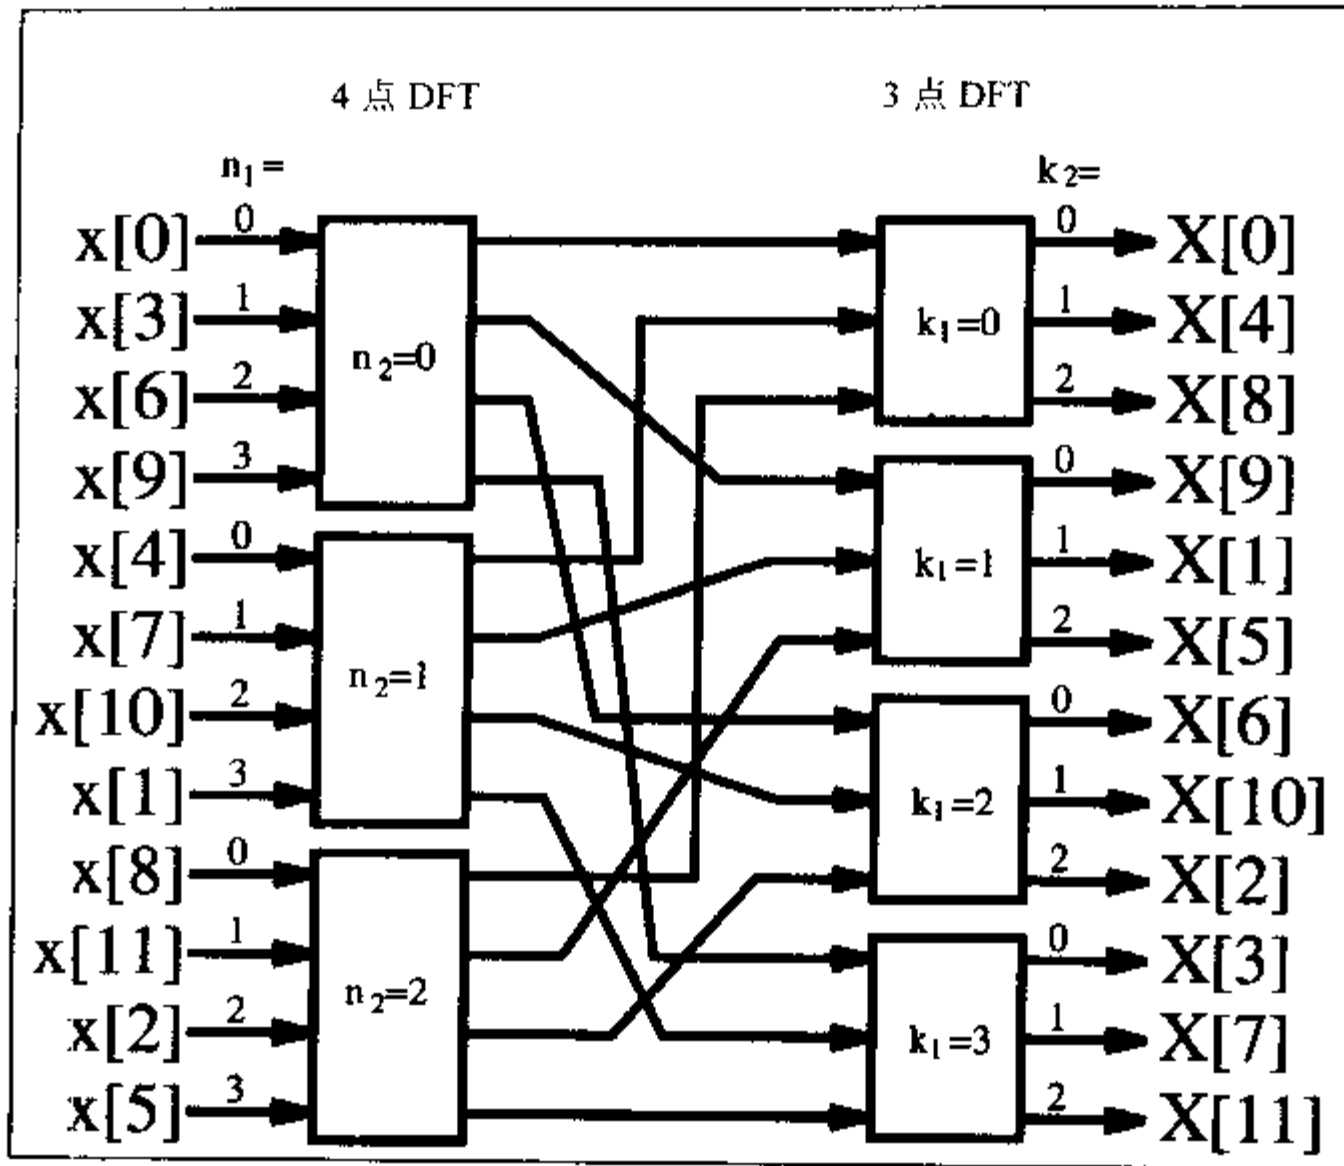 4 点 DFT 3 点 DFT
n₁= k₂=
x[0] 0 0 X[0]
x[3] 1 k₁=0 1 X[4]
n₂=0
x[6] 2 2 X[8]
x[9] 3 0 X[9]
x[4] 0 k₁=1 1 X[1]
x[7] 1 2 X[5]
n₂=1
x[10] 2 0 X[6]
x[1] 3 k₁=2 1 X[10]
x[8] 0 2 X[2]
x[11] 1 0 X[3]
n₂=2
x[2] 2 k₁=3 1 X[7]
x[5] 3 2 X[11]